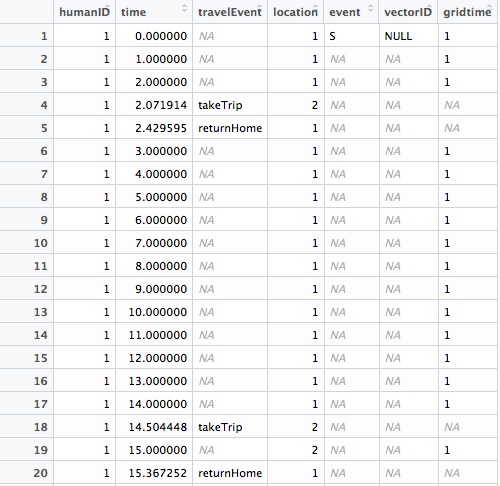 humanID time travelEvent location event vectorID gridtime
1 1 0.000000 NA 1 S NULL 1
2 1 1.000000 NA 1 NA NA 1
3 1 2.000000 NA 1 NA NA 1
4 1 2.071914 takeTrip 2 NA NA NA
5 1 2.429595 returnHome 1 NA NA NA
6 1 3.000000 NA 1 NA NA 1
7 1 4.000000 NA 1 NA NA 1
8 1 5.000000 NA 1 NA NA 1
9 1 6.000000 NA 1 NA NA 1
10 1 7.000000 NA 1 NA NA 1
11 1 8.000000 NA 1 NA NA 1
12 1 9.000000 NA 1 NA NA 1
13 1 10.000000 NA 1 NA NA 1
14 1 11.000000 NA 1 NA NA 1
15 1 12.000000 NA 1 NA NA 1
16 1 13.000000 NA 1 NA NA 1
17 1 14.000000 NA 1 NA NA 1
18 1 14.504448 takeTrip 2 NA NA NA
19 1 15.000000 NA 2 NA NA 1
20 1 15.367252 returnHome 1 NA NA NA